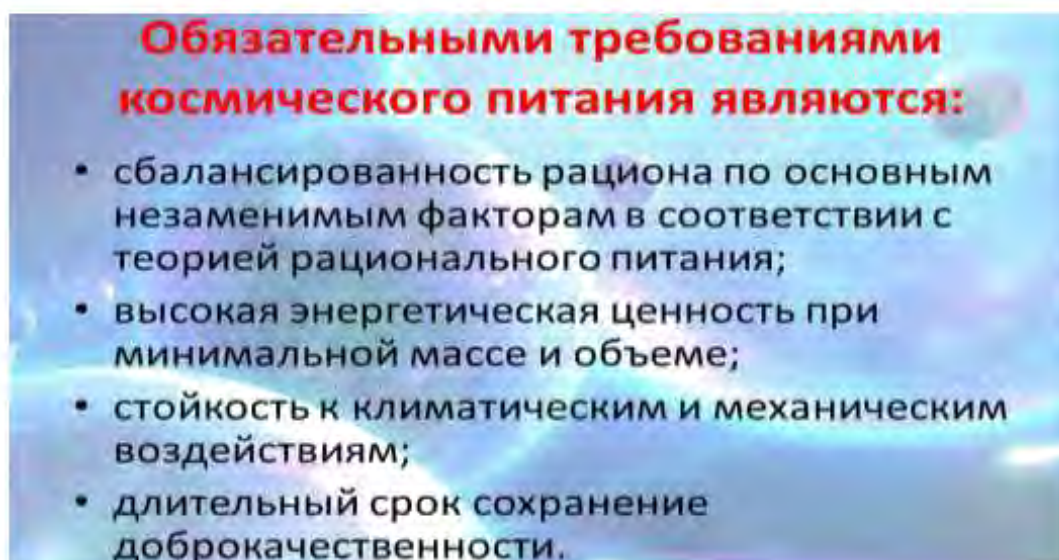 Обязательными требованиями
космического питания являются:
• сбалансированность рациона по основным
незаменимым факторам в соответствии с
теорией рационального питания;
• высокая энергетическая ценность при
минимальной массе и объеме;
• стойкость к климатическим и механическим
воздействиям;
• длительный срок сохранение
доброкачественности.